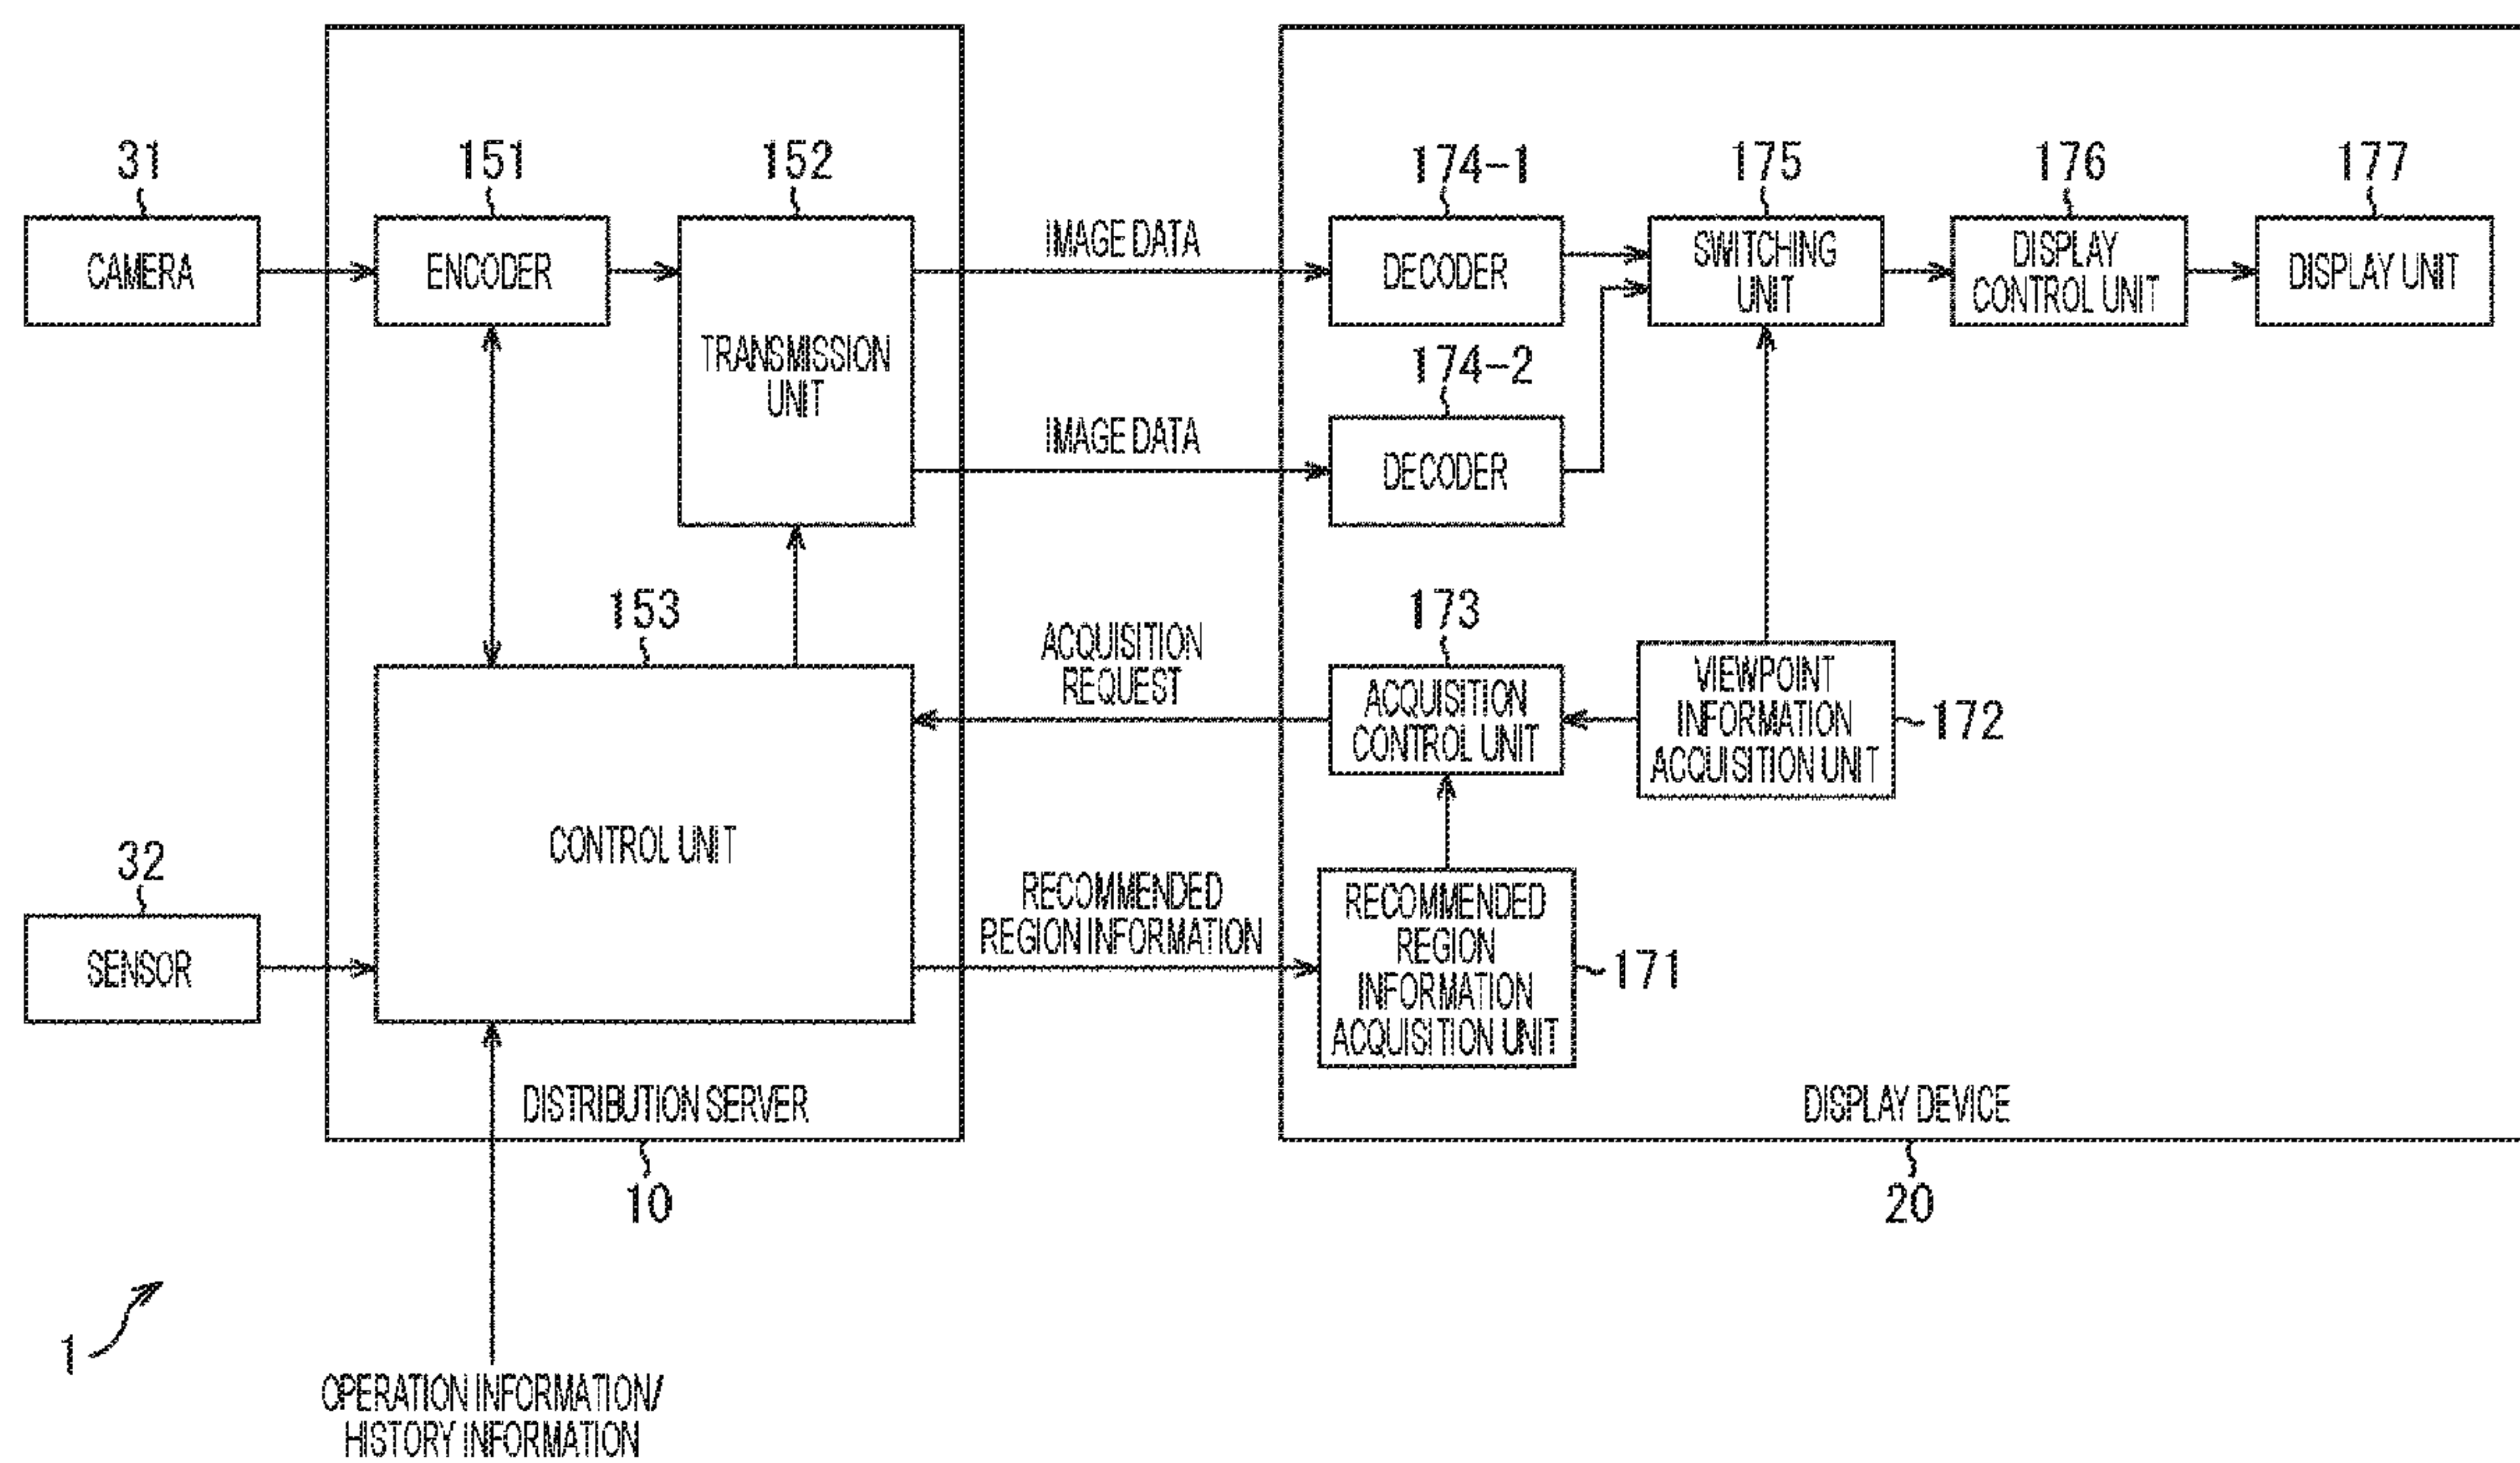 31
CAMERA
151
ENCODER
152
TRANSMISSION
UNIT
IMAGE DATA
IMAGE DATA
174-1
DECODER
174-2
DECODER
175
SWITCHING
UNIT
176
DISPLAY
CONTROL UNIT
177
DISPLAY UNIT
153
CONTROL UNIT
ACQUISITION
REQUEST
173
ACQUISITION
CONTROL UNIT
VIEWPOINT
INFORMATION
ACQUISITION UNIT
172
32
SENSOR
RECOMMENDED
REGION INFORMATION
RECOMMENDED
REGION
INFORMATION
ACQUISITION UNIT
171
DISTRIBUTION SERVER
10
DISPLAY DEVICE
20
1
OPERATION INFORMATION/
HISTORY INFORMATION